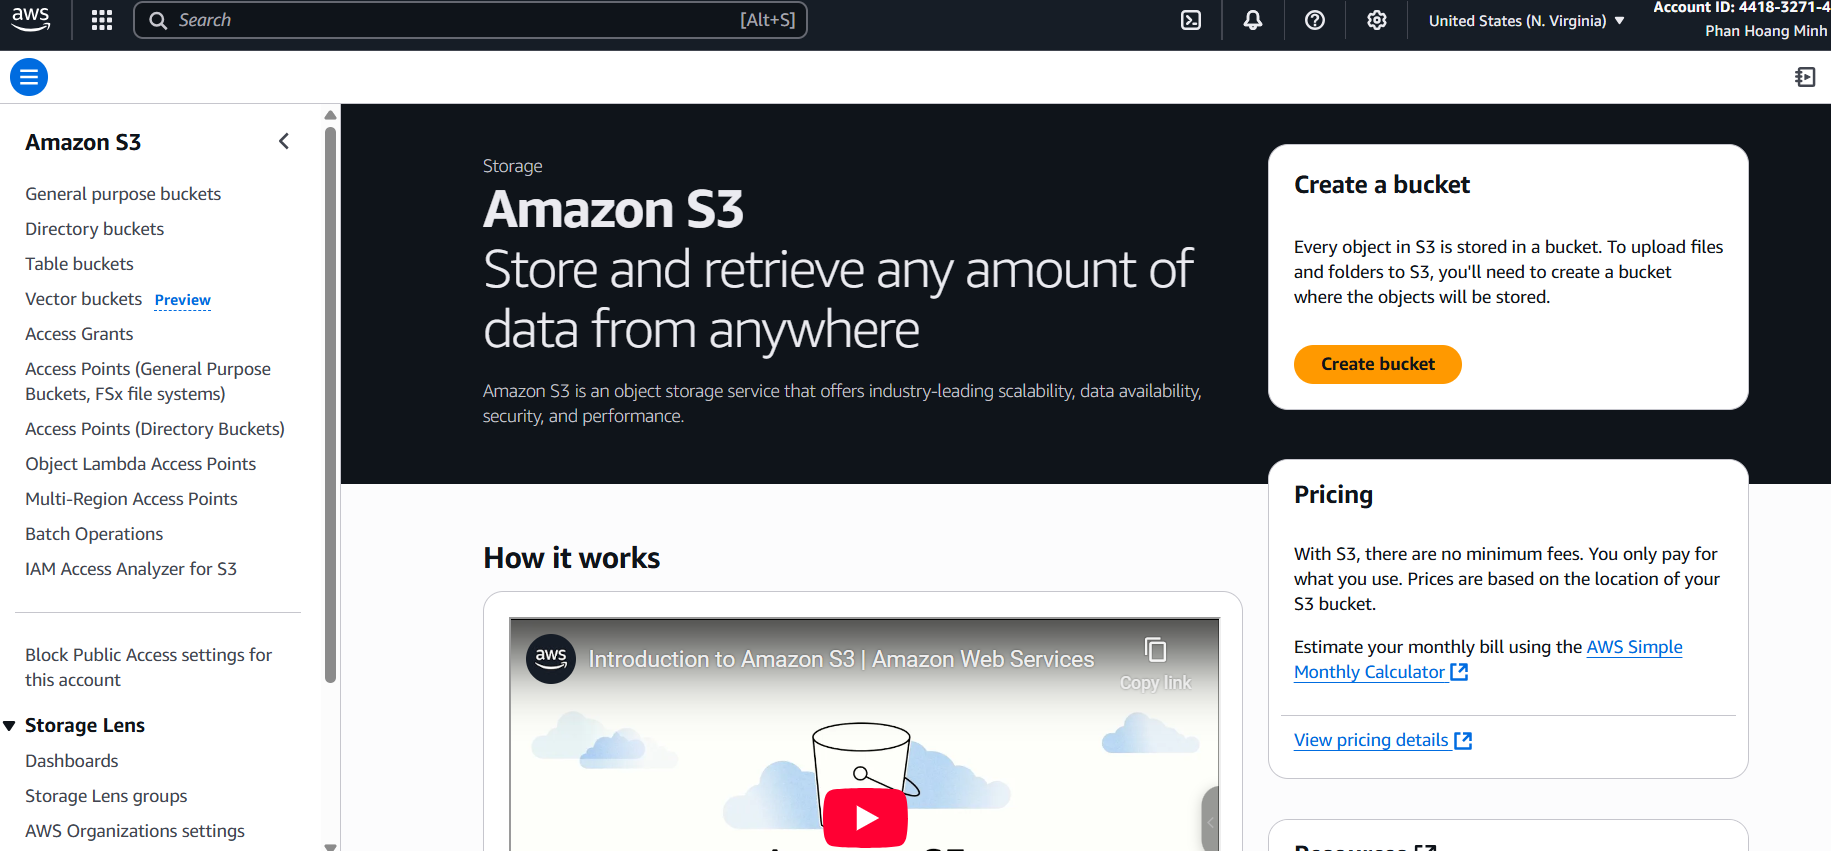 aws
Search
[Alt+S]
United States (N. Virginia)
Account ID: 4418-3271-4
Phan Hoang Minh
Amazon S3
General purpose buckets
Directory buckets
Table buckets
Vector buckets Preview
Access Grants
Access Points (General Purpose
Buckets, FSx file systems)
Access Points (Directory Buckets)
Object Lambda Access Points
Multi-Region Access Points
Batch Operations
IAM Access Analyzer for S3
Block Public Access settings for
this account
Storage Lens
Dashboards
Storage Lens groups
AWS Organizations settings
Storage
Amazon S3
Store and retrieve any amount of
data from anywhere
Amazon S3 is an object storage service that offers industry-leading scalability, data availability,
security, and performance.
How it works
aws
Introduction to Amazon S3 | Amazon Web Services
Copy link
Create a bucket
Every object in S3 is stored in a bucket. To upload files
and folders to S3, you'll need to create a bucket
where the objects will be stored.
Create bucket
Pricing
With S3, there are no minimum fees. You only pay for
what you use. Prices are based on the location of your
S3 bucket.
Estimate your monthly bill using the AWS Simple
Monthly Calculator
View pricing details
Resources